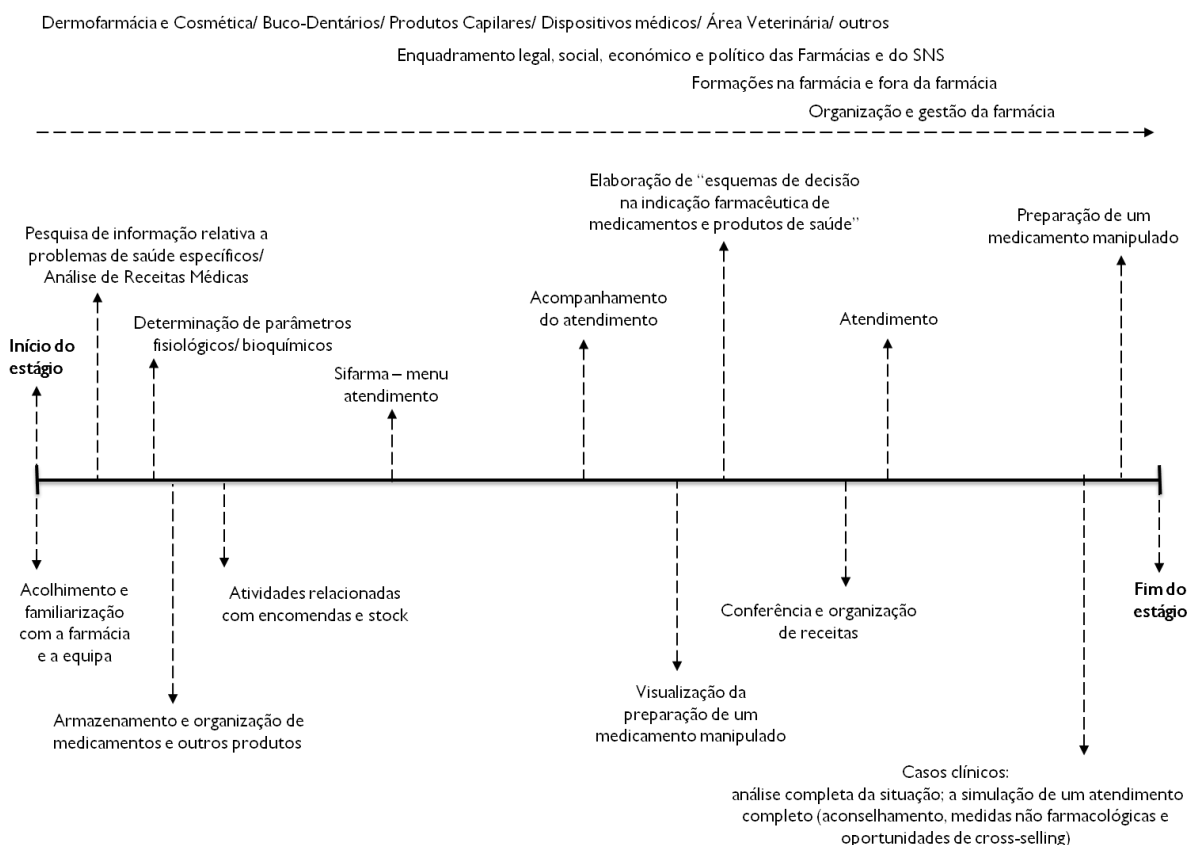 Dermofarmácia e Cosmética/ Buco-Dentários/ Produtos Capilares/ Dispositivos médicos/ Área Veterinária/ outros
Enquadramento legal, social, económico e político das Farmácias e do SNS
Formações na farmácia e fora da farmácia
Organização e gestão da farmácia
Elaboração de “esquemas de decisão
na indicação farmacêutica de
medicamentos e produtos de saúde”
Preparação de um
medicamento manipulado
Pesquisa de informação relativa a
problemas de saúde específicos/
Análise de Receitas Médicas
Acompanhamento
do atendimento
Atendimento
Determinação de parâmetros
fisiológicos/ bioquímicos
Início do
estágio
Sifarma – menu
atendimento
Acolhimento e
familiarização
com a farmácia
e a equipa
Atividades relacionadas
com encomendas e stock
Conferência e organização
de receitas
Fim do
estágio
Armazenamento e organização de
medicamentos e outros produtos
Visualização da
preparação de um
medicamento manipulado
Casos clínicos:
análise completa da situação; a simulação de um atendimento
completo (aconselhamento, medidas não farmacológicas e
oportunidades de cross-selling)